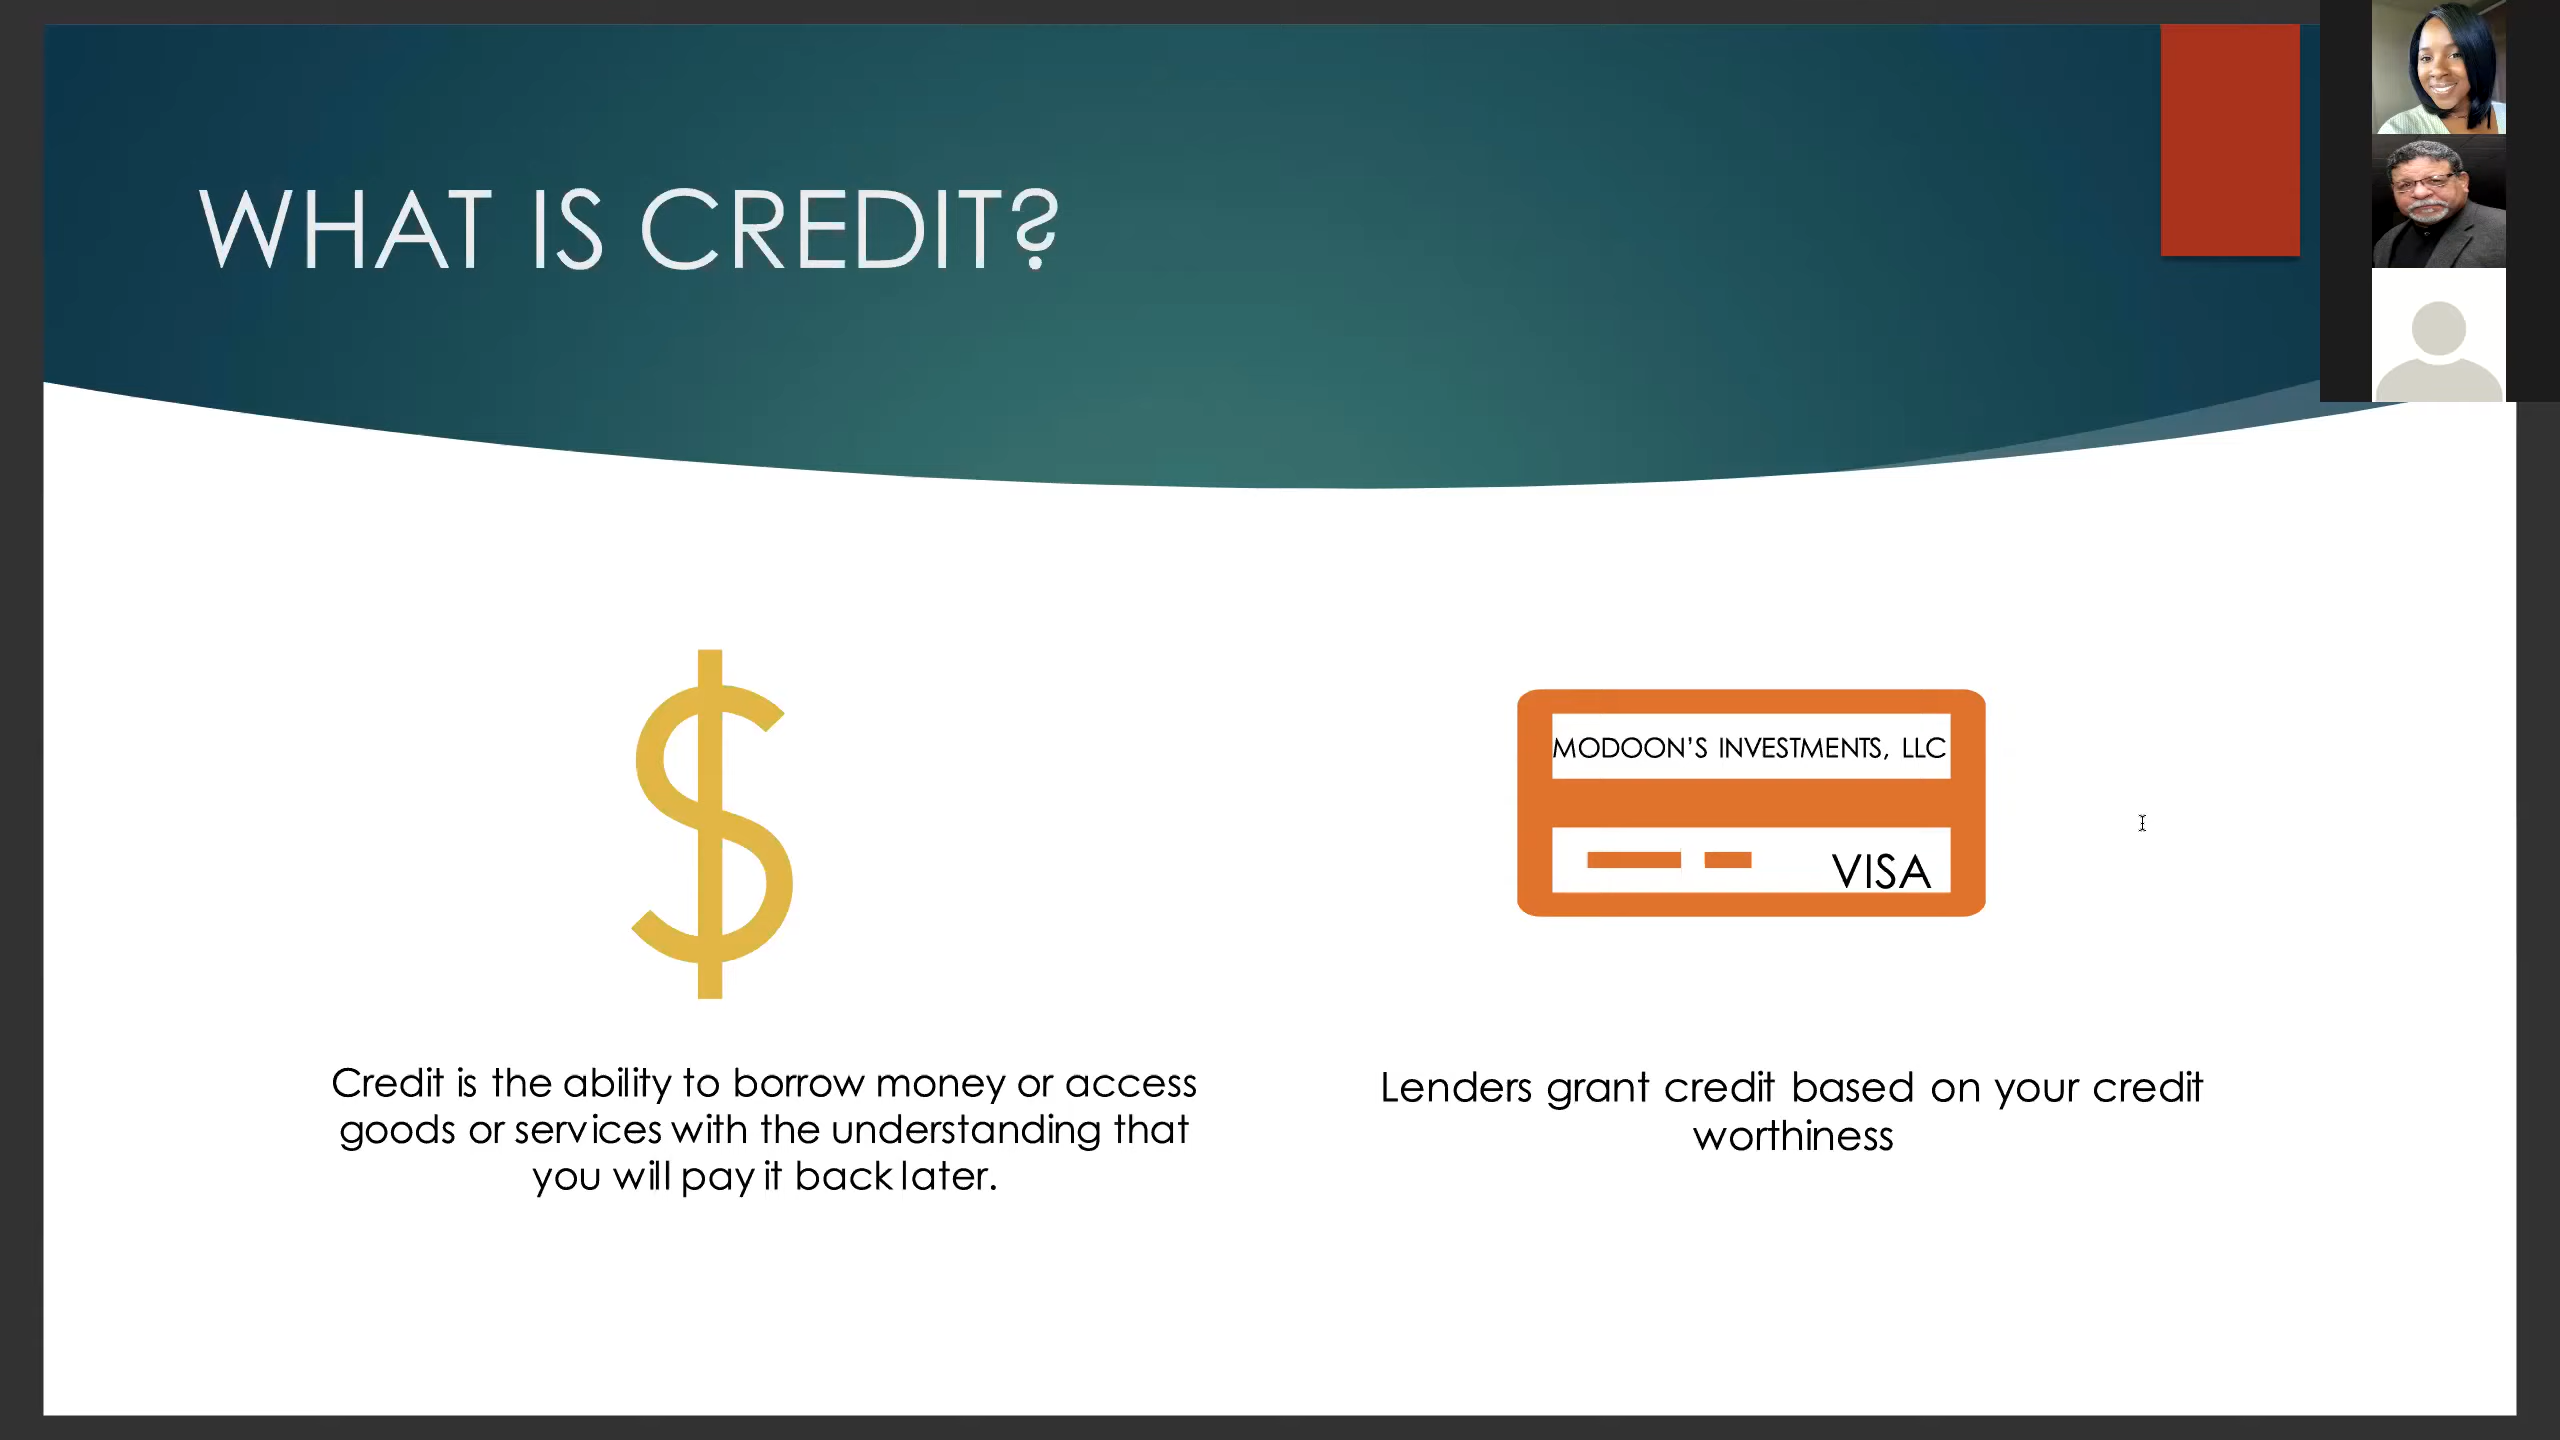 WHAT IS CREDIT?
MODOON'S INVESTMENTS, LLC
VISA
Credit is the ability to borrow money or access
goods or services with the understanding that
you will pay it back later.
Lenders grant credit based on your credit
worthiness